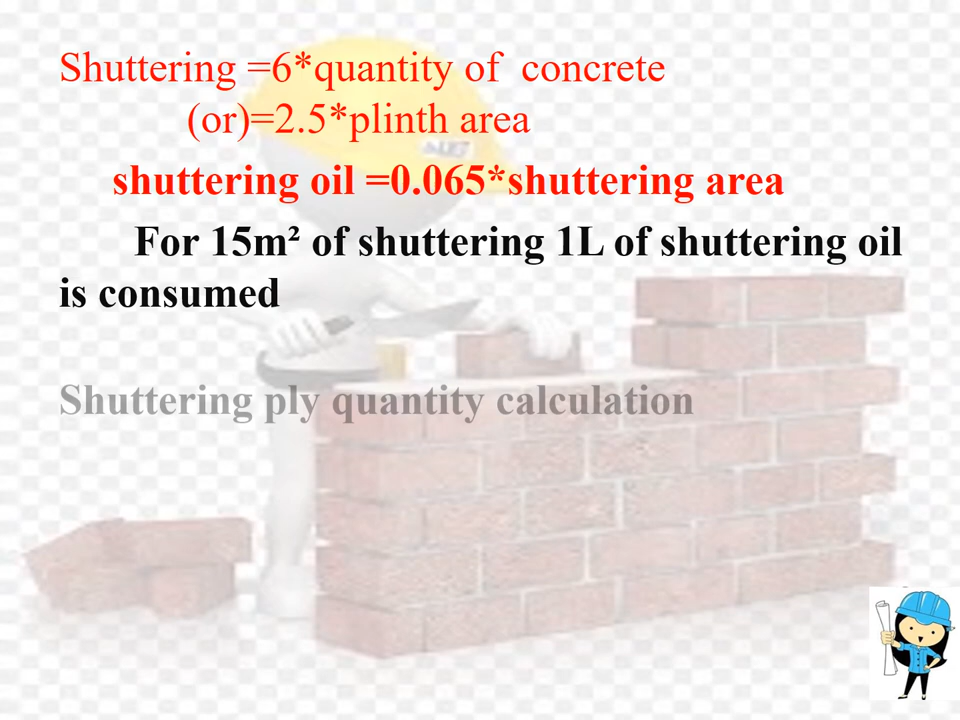 Shuttering =6*quantity of concrete
(or)=2.5*plinth area
shuttering oil =0.065*shuttering area
For 15m² of shuttering 1L of shuttering oil
is consumed
Shuttering ply quantity calculation